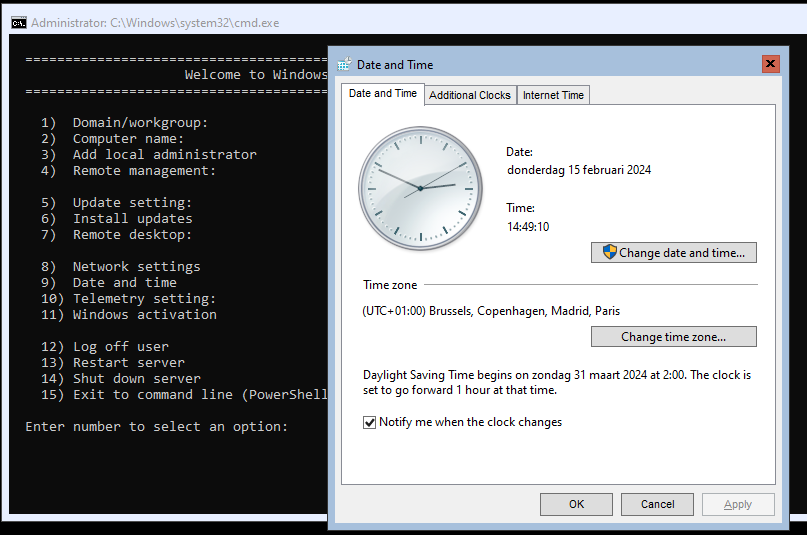 Administrator: C:\Windows\system32\cmd.exe
================================
Welcome to Windows
================================
1) Domain/workgroup:
2) Computer name:
3) Add local administrator
4) Remote management:
5) Update setting:
6) Install updates
7) Remote desktop:
8) Network settings
9) Date and time
10) Telemetry setting:
11) Windows activation
12) Log off user
13) Restart server
14) Shut down server
15) Exit to command line (PowerShell
Enter number to select an option:
Date and Time
Date and Time Additional Clocks Internet Time
Date:
donderdag 15 februari 2024
Time:
14:49:10
Change date and time...
Time zone
(UTC+01:00) Brussels, Copenhagen, Madrid, Paris
Change time zone...
Daylight Saving Time begins on zondag 31 maart 2024 at 2:00. The clock is
set to go forward 1 hour at that time.
Notify me when the clock changes
OK Cancel Apply